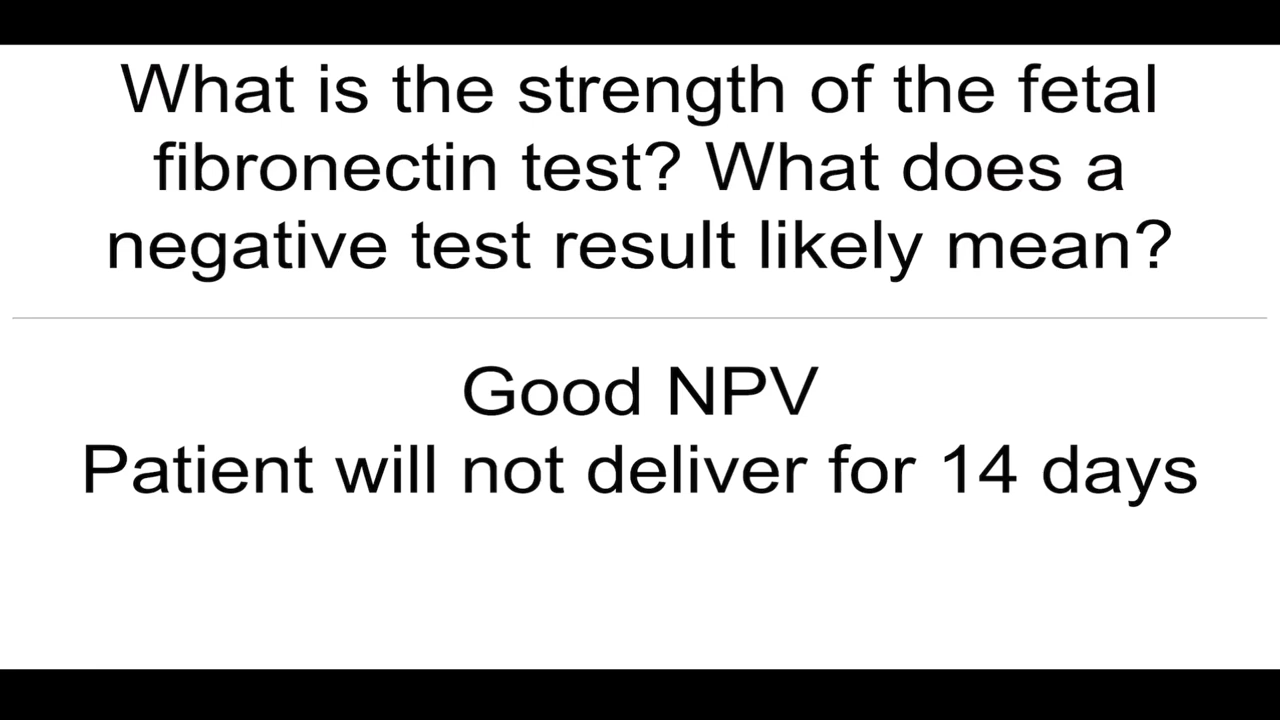 What is the strength of the fetal
fibronectin test? What does a
negative test result likely mean?
Good NPV
Patient will not deliver for 14 days